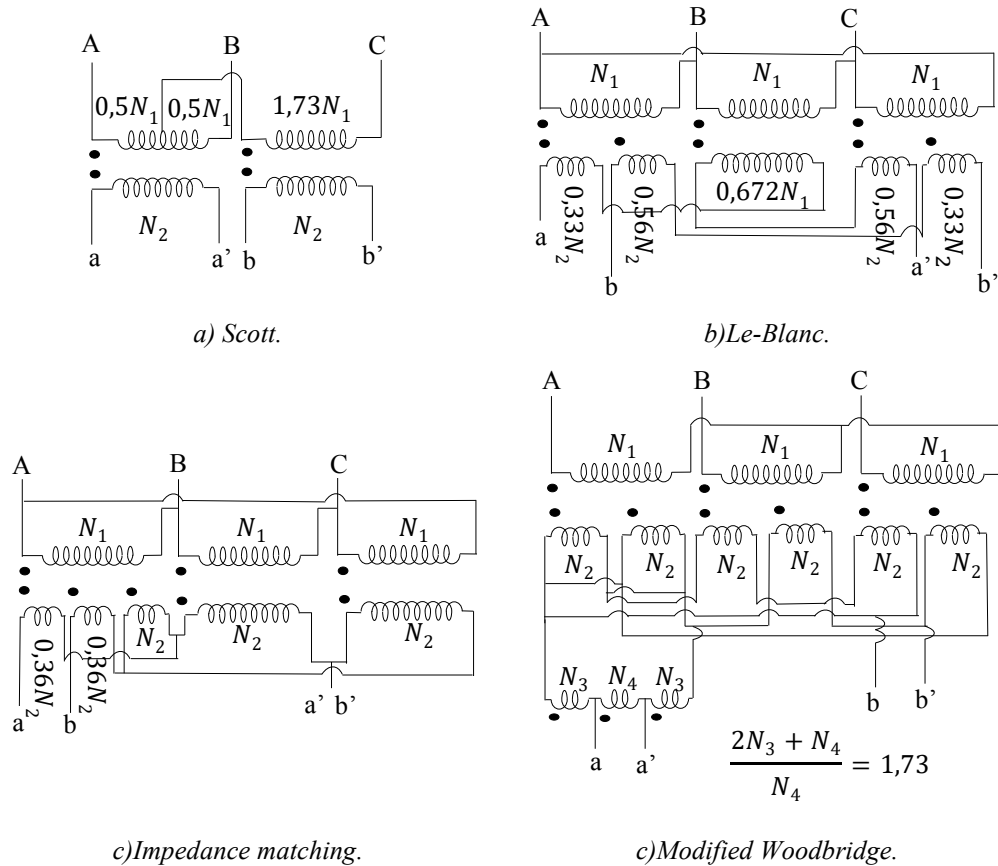 A B C
0,5N₁ 0,5N₁ 1,73N₁
N₂ N₂
a a' b b'
a) Scott.
A B C
N₁ N₁ N₁
0,33N₂ 0,56N₂ 0,672N₁ 0,56N₂ 0,33N₂
a b a' b'
b)Le-Blanc.
A B C
N₁ N₁ N₁
0,36N₂ 0,36N₂ N₂ N₂ N₂
a b a' b'
c)Impedance matching.
A B C
N₁ N₁ N₁
N₂ N₂ N₂ N₂ N₂ N₂
N₃ N₄ N₃
b b'
a a'
2N₃ + N₄
N₄
= 1,73
c)Modified Woodbridge.